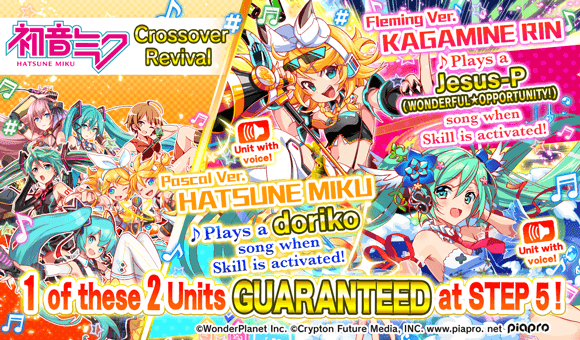 初音ミク
HATSUNE MIKU
Crossover
Revival
Fleming Ver.
KAGAMINE RIN
♪Plays a
Jesus-P
(WONDERFUL★OPPORTUNITY!)
song when
Skill is activated!
Unit with
voice!
Pascal Ver.
HATSUNE MIKU
♪Plays a doriko
song when
Skill is activated!
Unit with
voice!
1 of these 2 Units GUARANTEED at STEP 5!
©WonderPlanet Inc. ©Crypton Future Media, INC. www.piapro.net piapro